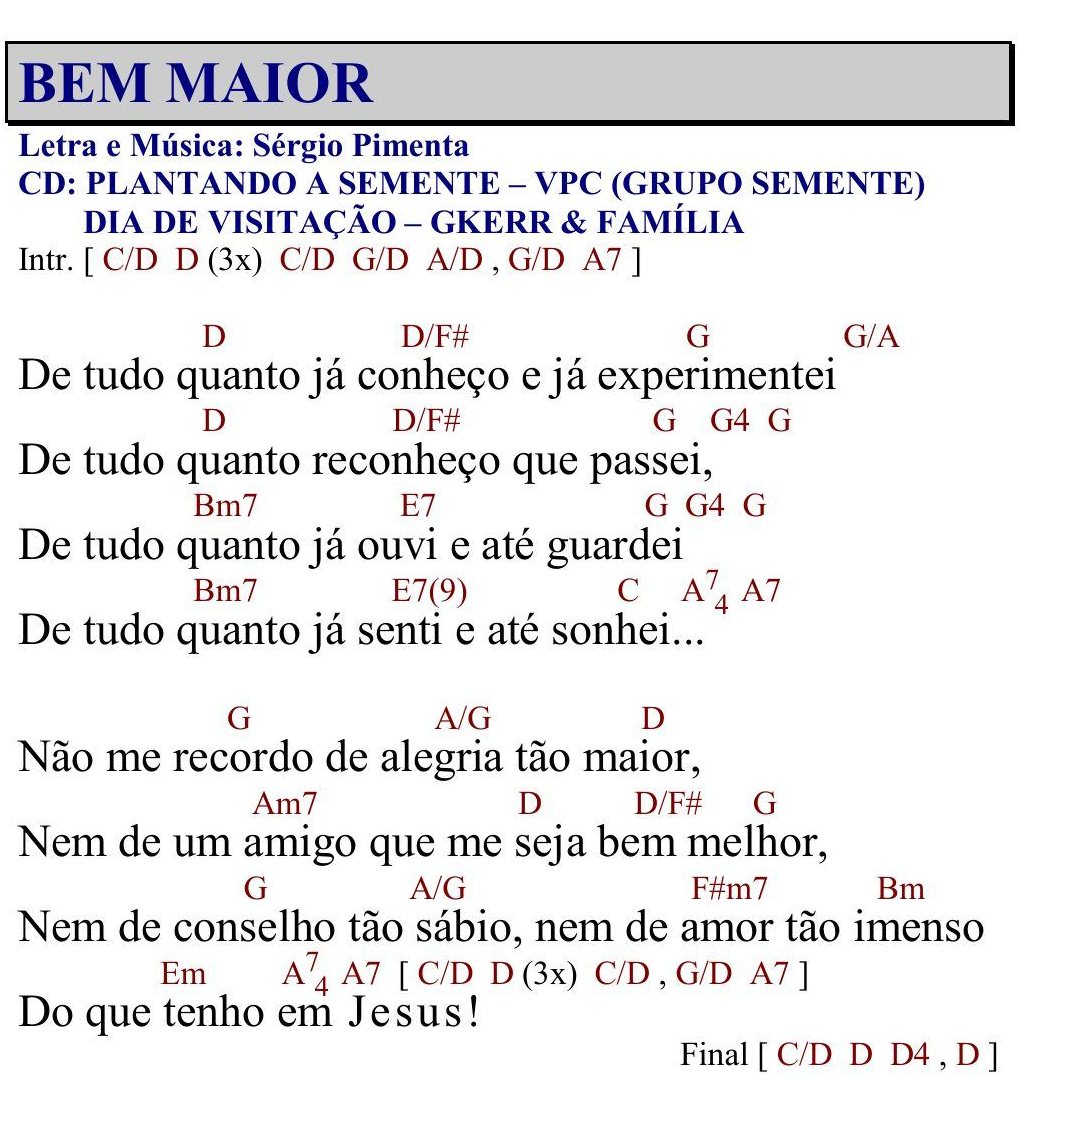 BEM MAIOR
Letra e Música: Sérgio Pimenta
CD: PLANTANDO A SEMENTE – VPC (GRUPO SEMENTE)
DIA DE VISITAÇÃO – GKERR & FAMÍLIA
Intr. [ C/D D (3x) C/D G/D A/D , G/D A7 ]
D D/F# G G/A
De tudo quanto já conheço e já experimentei
D D/F# G G4 G
De tudo quanto reconheço que passei,
Bm7 E7 G G4 G
De tudo quanto já ouvi e até guardei
Bm7 E7(9) C A7 4 A7
De tudo quanto já senti e até sonhei...
G A/G D
Não me recordo de alegria tão maior,
Am7 D D/F# G
Nem de um amigo que me seja bem melhor,
G A/G F#m7 Bm
Nem de conselho tão sábio, nem de amor tão imenso
Em A7 4 A7 [ C/D D (3x) C/D , G/D A7 ]
Do que tenho em Jesus!
Final [ C/D D D4 , D ]